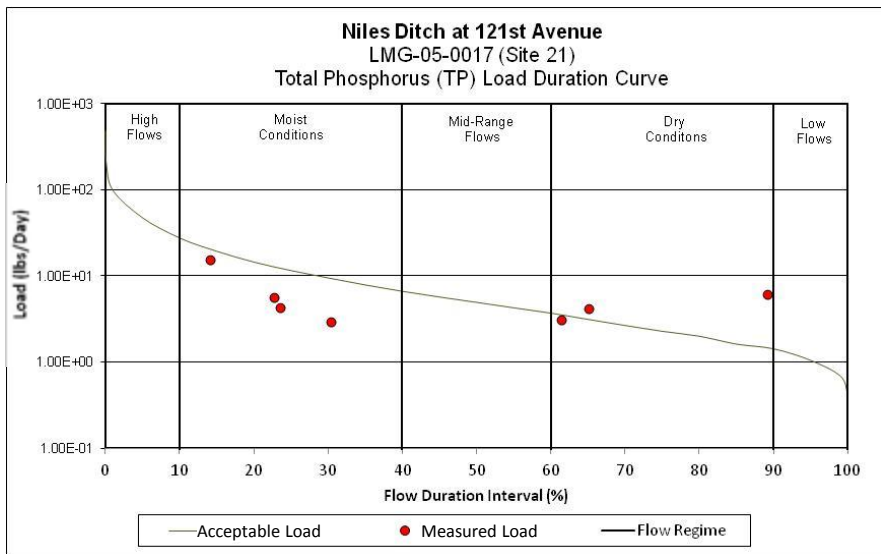 Niles Ditch at 121st Avenue
LMG-05-0017 (Site 21)
Total Phosphorus (TP) Load Duration Curve
1.00E+03
1.00E+02
1.00E+01
1.00E+00
1.00E-01
Load (lbs/Day)
High
Flows
Moist
Conditions
Mid-Range
Flows
Dry
Conditons
Low
Flows
0 10 20 30 40 50 60 70 80 90 100
Flow Duration Interval (%)
Acceptable Load Measured Load Flow Regime